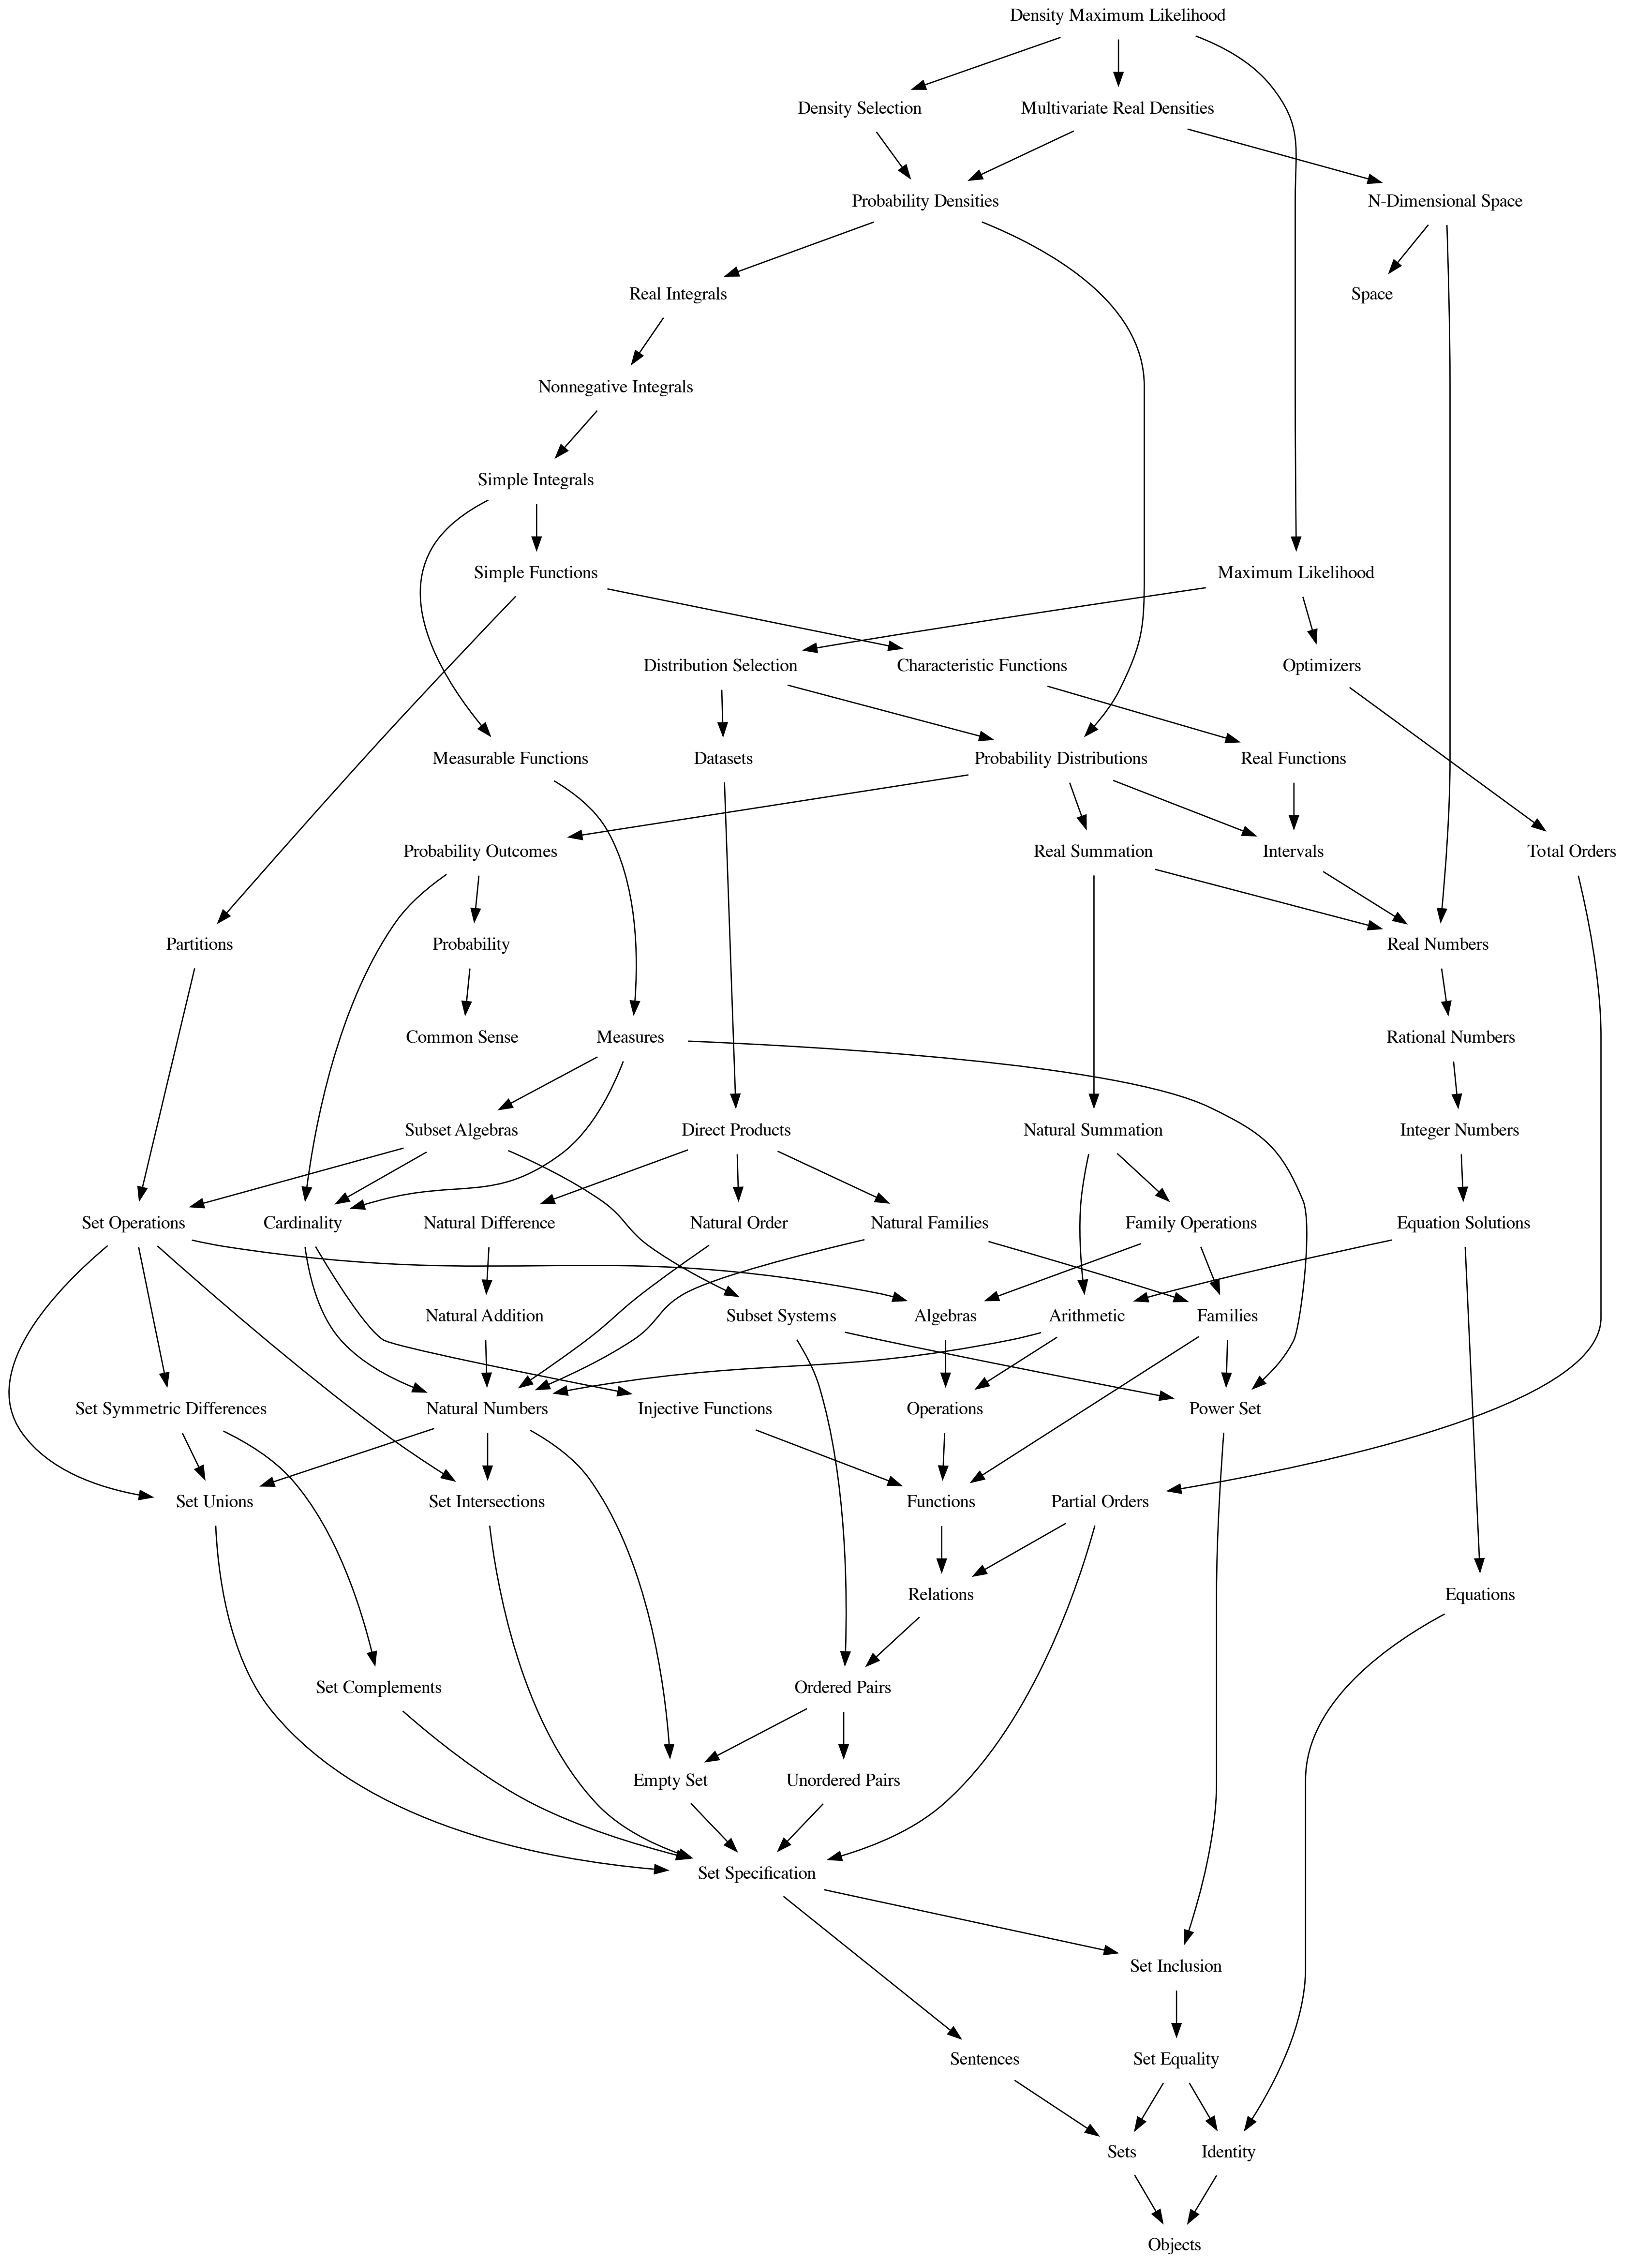 Density Maximum Likelihood
Density Selection
Multivariate Real Densities
Probability Densities
N-Dimensional Space
Real Integrals
Space
Nonnegative Integrals
Simple Integrals
Simple Functions
Maximum Likelihood
Distribution Selection
Characteristic Functions
Optimizers
Measurable Functions
Datasets
Probability Distributions
Real Functions
Probability Outcomes
Real Summation
Intervals
Total Orders
Partitions
Probability
Real Numbers
Common Sense
Measures
Rational Numbers
Subset Algebras
Direct Products
Natural Summation
Integer Numbers
Set Operations
Cardinality
Natural Difference
Natural Order
Natural Families
Family Operations
Equation Solutions
Natural Addition
Subset Systems
Algebras
Arithmetic
Families
Set Symmetric Differences
Natural Numbers
Injective Functions
Operations
Power Set
Set Unions
Set Intersections
Functions
Partial Orders
Relations
Equations
Set Complements
Ordered Pairs
Empty Set
Unordered Pairs
Set Specification
Set Inclusion
Sentences
Set Equality
Sets
Identity
Objects